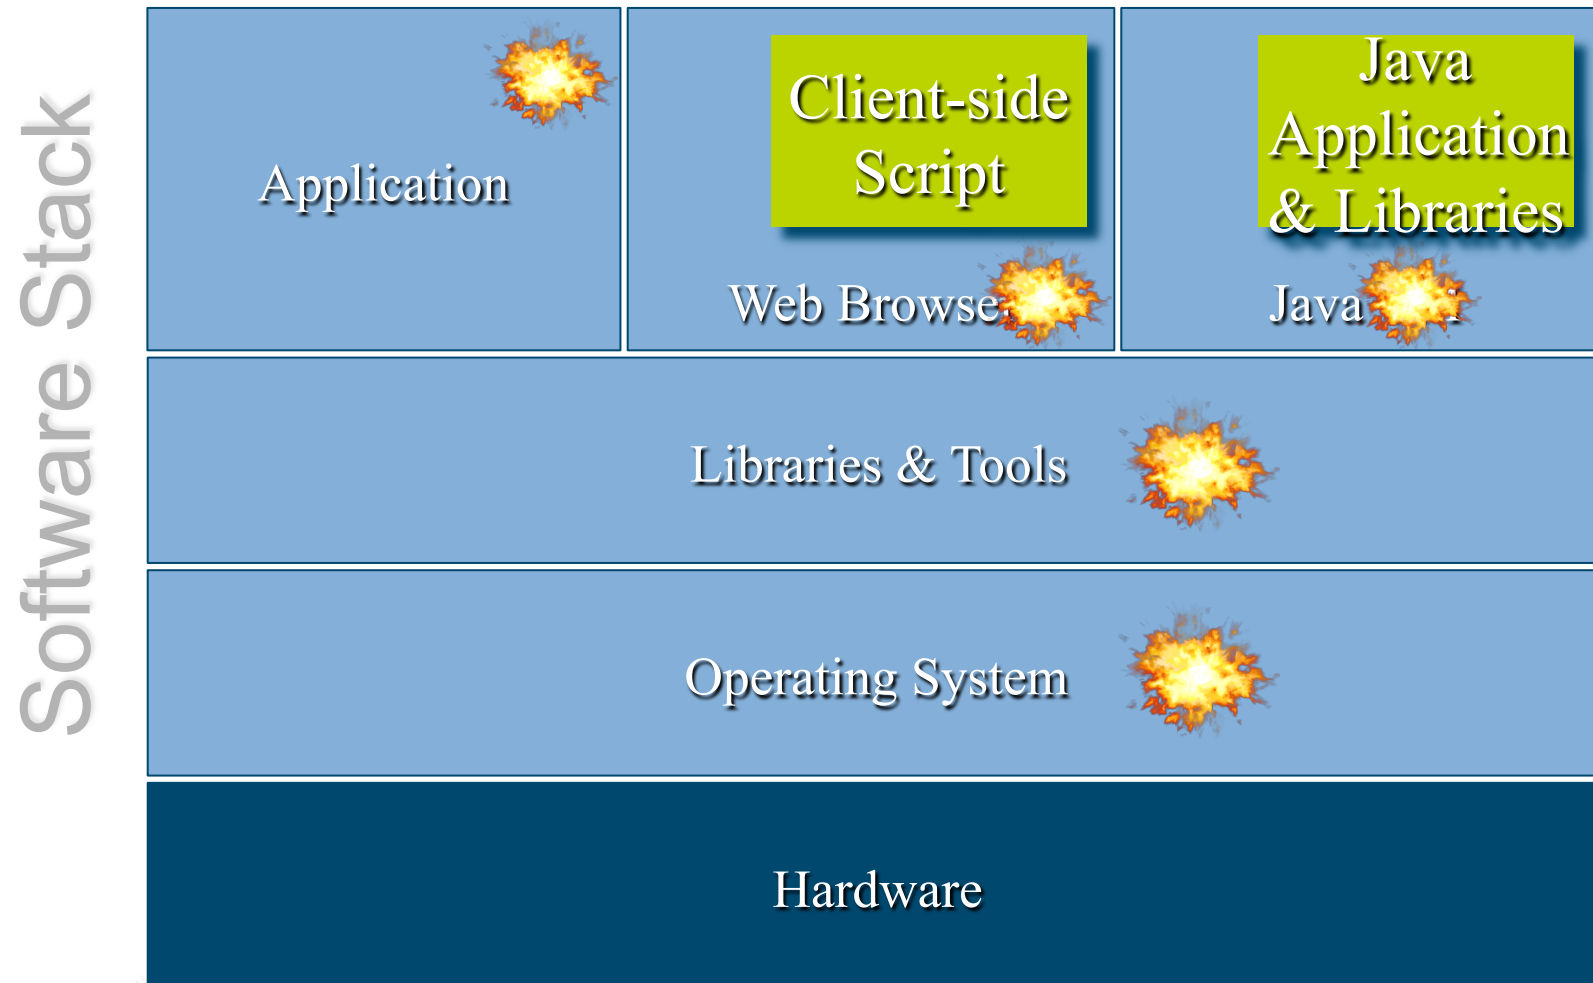 Software Stack
Application
Client-side
Script
Web Browse
Java
Application
& Libraries
Java
Libraries & Tools
Operating System
Hardware